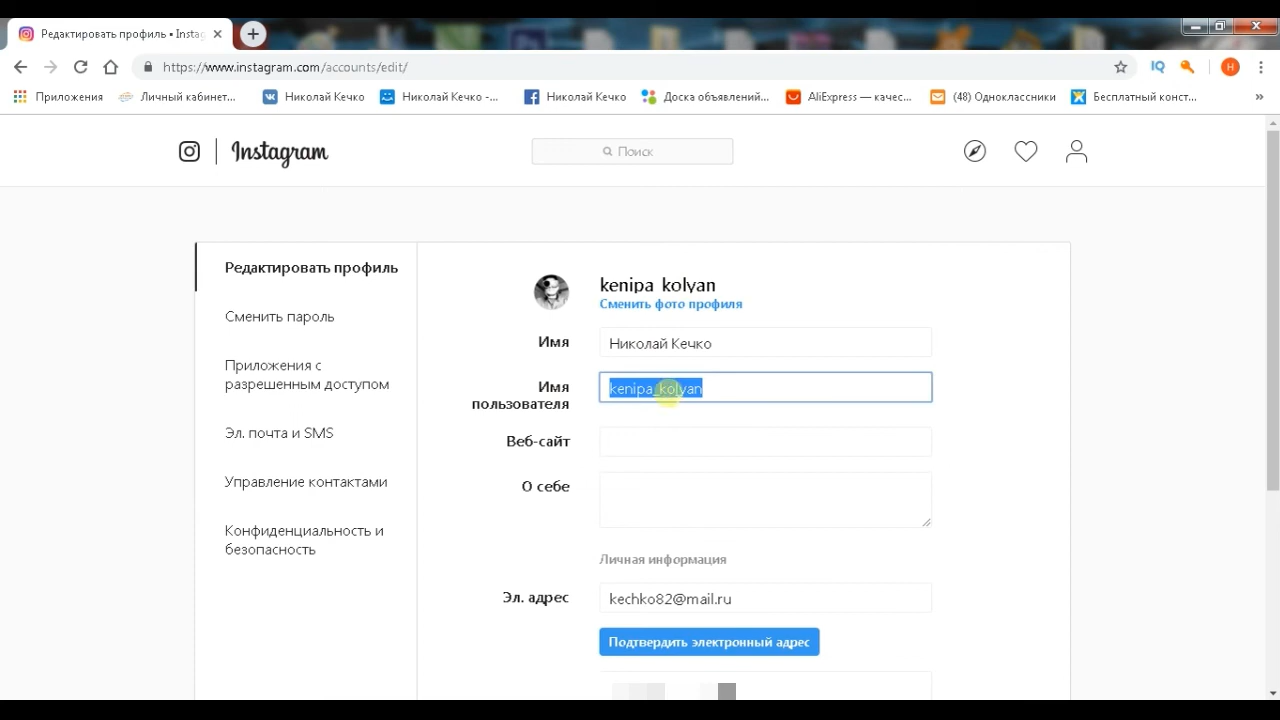 Редактировать профиль • Instag
https://www.instagram.com/accounts/edit/
IQ
H
Приложения
Личный кабинет...
Николай Кечко
Николай Кечко -...
Николай Кечко
Доска объявлений...
AliExpress — качес...
(48) Одноклассники
Бесплатный конст...
»
Instagram
Поиск
Редактировать профиль
Сменить пароль
Приложения с
разрешенным доступом
Эл. почта и SMS
Управление контактами
Конфиденциальность и
безопасность
kenipa_kolyan
Сменить фото профиля
Имя
Николай Кечко
Имя
пользователя
kenipa_kolyan
Веб-сайт
О себе
Личная информация
Эл. адрес
kechko82@mail.ru
Подтвердить электронный адрес